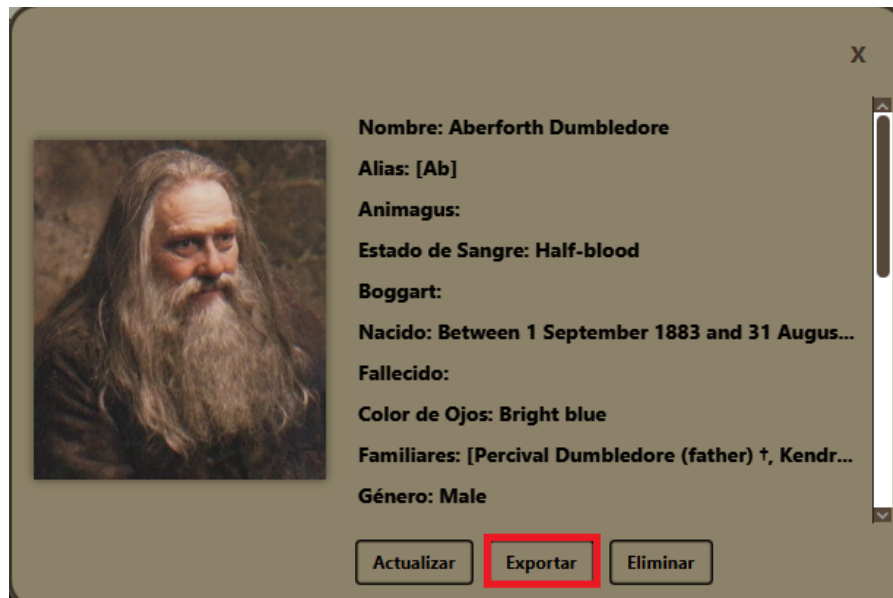 X
Nombre: Aberforth Dumbledore
Alias: [Ab]
Animagus:
Estado de Sangre: Half-blood
Boggart:
Nacido: Between 1 September 1883 and 31 Augus...
Fallecido:
Color de Ojos: Bright blue
Familiares: [Percival Dumbledore (father) †, Kendr...
Género: Male
Actualizar Exportar Eliminar